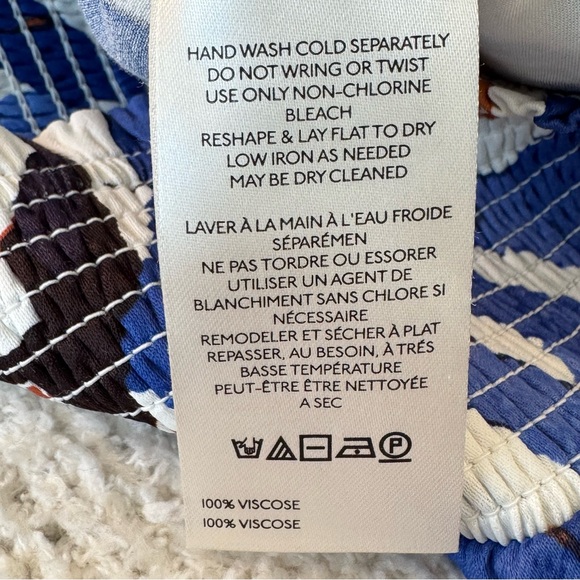 HAND WASH COLD SEPARATELY
DO NOT WRING OR TWIST
USE ONLY NON-CHLORINE
BLEACH
RESHAPE & LAY FLAT TO DRY
LOW IRON AS NEEDED
MAY BE DRY CLEANED
LAVER À LA MAIN À L'EAU FROIDE
SÉPARÉMEN
NE PAS TORDRE OU ESSORER
UTILISER UN AGENT DE
BLANCHIMENT SANS CHLORE SI
NÉCESSAIRE
REMODELER ET SÉCHER À PLAT
REPASSER, AU BESOIN, À TRÉS
BASSE TEMPÉRATURE
PEUT-ÊTRE ÊTRE NETTOYÉE
A SEC
P
100% VISCOSE
100% VISCOSE